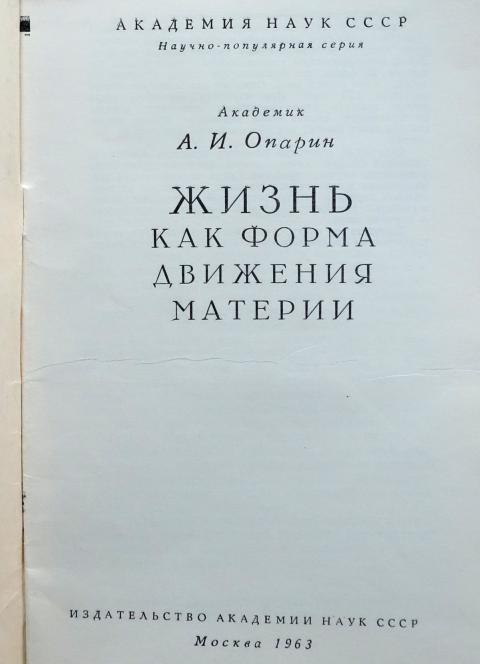 АКАДЕМИЯ НАУК СССР
Научно-популярная серия
Академик
А. И. Опарин
ЖИЗНЬ
КАК ФОРМА
ДВИЖЕНИЯ
МАТЕРИИ
ИЗДАТЕЛЬСТВО АКАДЕМИИ НАУК СССР
Москва 1963